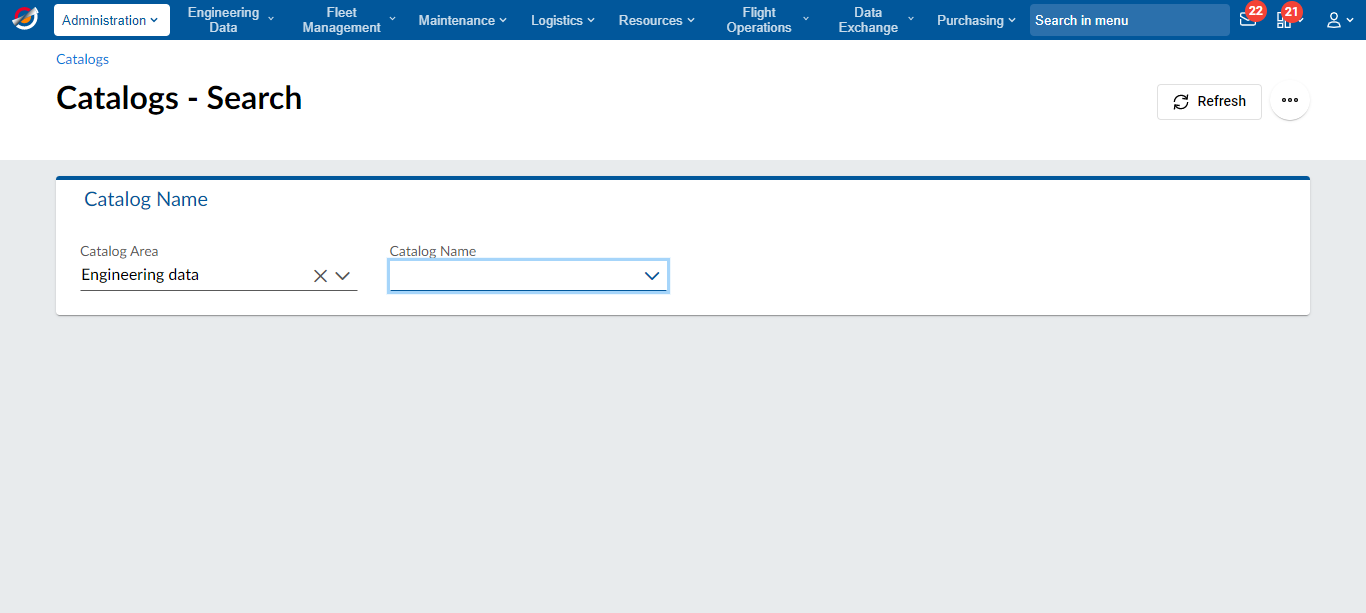 Administration
Engineering
Data
Fleet
Management
Maintenance
Logistics
Resources
Flight
Operations
Data
Exchange
Purchasing
Search in menu
22
21
Catalogs
Catalogs - Search
Refresh
Catalog Name
Catalog Area
Catalog Name
Engineering data